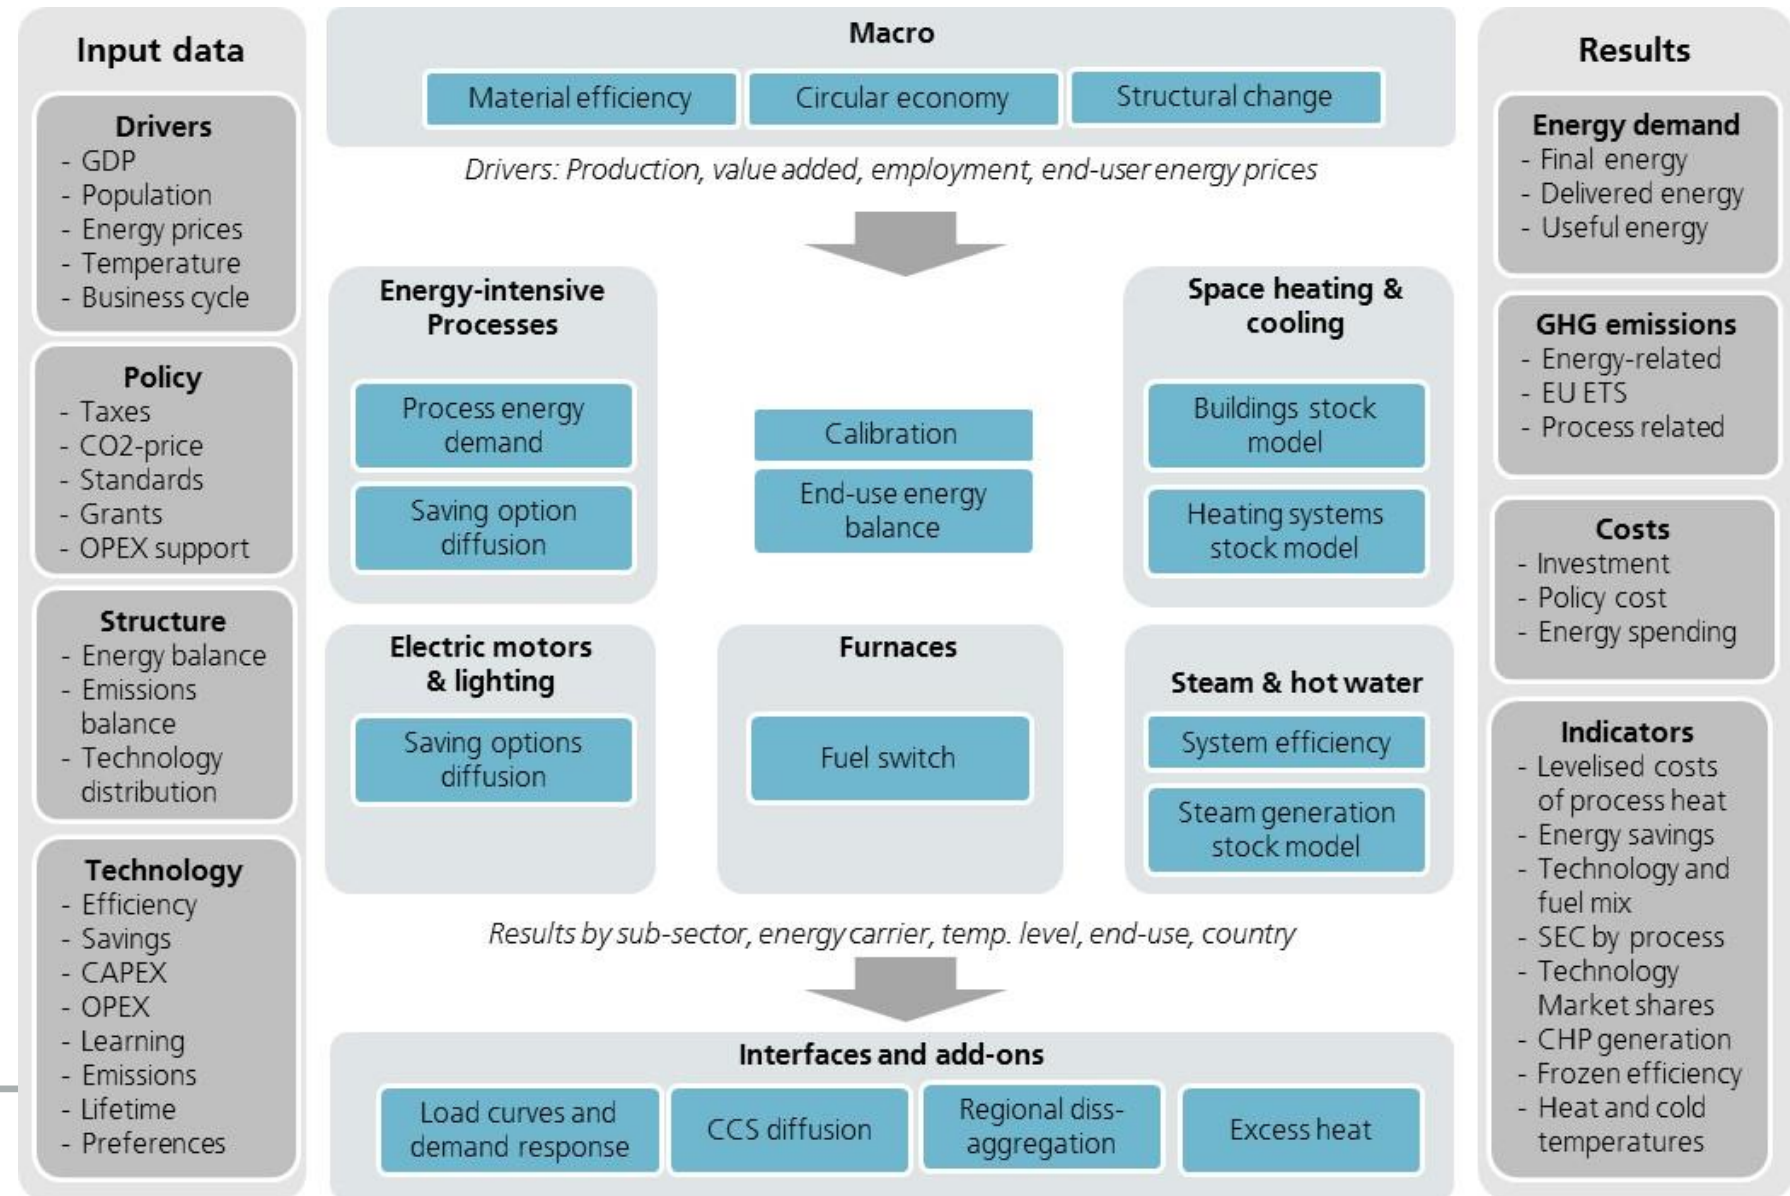 Input data
Drivers
- GDP
- Population
- Energy prices
- Temperature
- Business cycle
Policy
- Taxes
- CO2-price
- Standards
- Grants
- OPEX support
Structure
- Energy balance
- Emissions
balance
- Technology
distribution
Technology
- Efficiency
- Savings
- CAPEX
- OPEX
- Learning
- Emissions
- Lifetime
- Preferences
Macro
Material efficiency
Circular economy
Structural change
Drivers: Production, value added, employment, end-user energy prices
Energy-intensive
Processes
Process energy
demand
Saving option
diffusion
Calibration
End-use energy
balance
Space heating &
cooling
Buildings stock
model
Heating systems
stock model
Electric motors
& lighting
Saving options
diffusion
Furnaces
Fuel switch
Steam & hot water
System efficiency
Steam generation
stock model
Results by sub-sector, energy carrier, temp. level, end-use, country
Interfaces and add-ons
Load curves and
demand response
CCS diffusion
Regional diss-
aggregation
Excess heat
Results
Energy demand
- Final energy
- Delivered energy
- Useful energy
GHG emissions
- Energy-related
- EU ETS
- Process related
Costs
- Investment
- Policy cost
- Energy spending
Indicators
- Levelised costs
of process heat
- Energy savings
- Technology and
fuel mix
- SEC by process
- Technology
Market shares
- CHP generation
- Frozen efficiency
- Heat and cold
temperatures